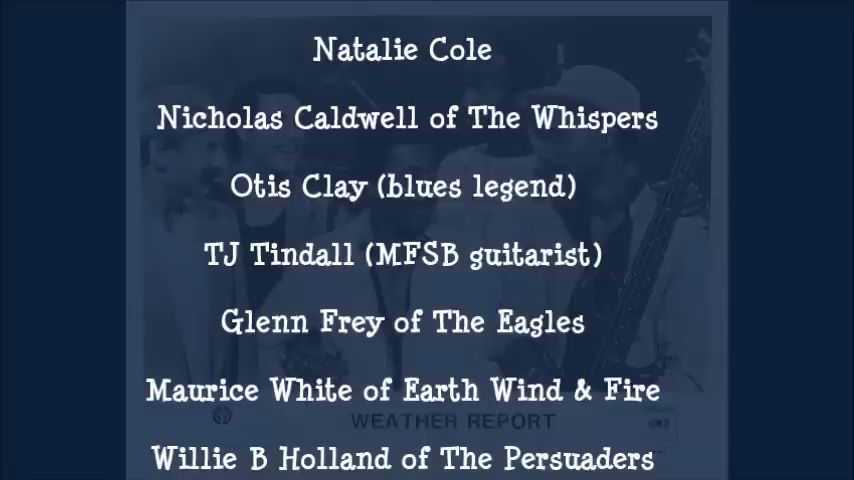 Natalie Cole
Nicholas Caldwell of The Whispers
Otis Clay (blues legend)
TJ Tindall (MFSB guitarist)
Glenn Frey of The Eagles
Maurice White of Earth Wind & Fire
WEATHER REPORT
Willie B Holland of The Persuaders